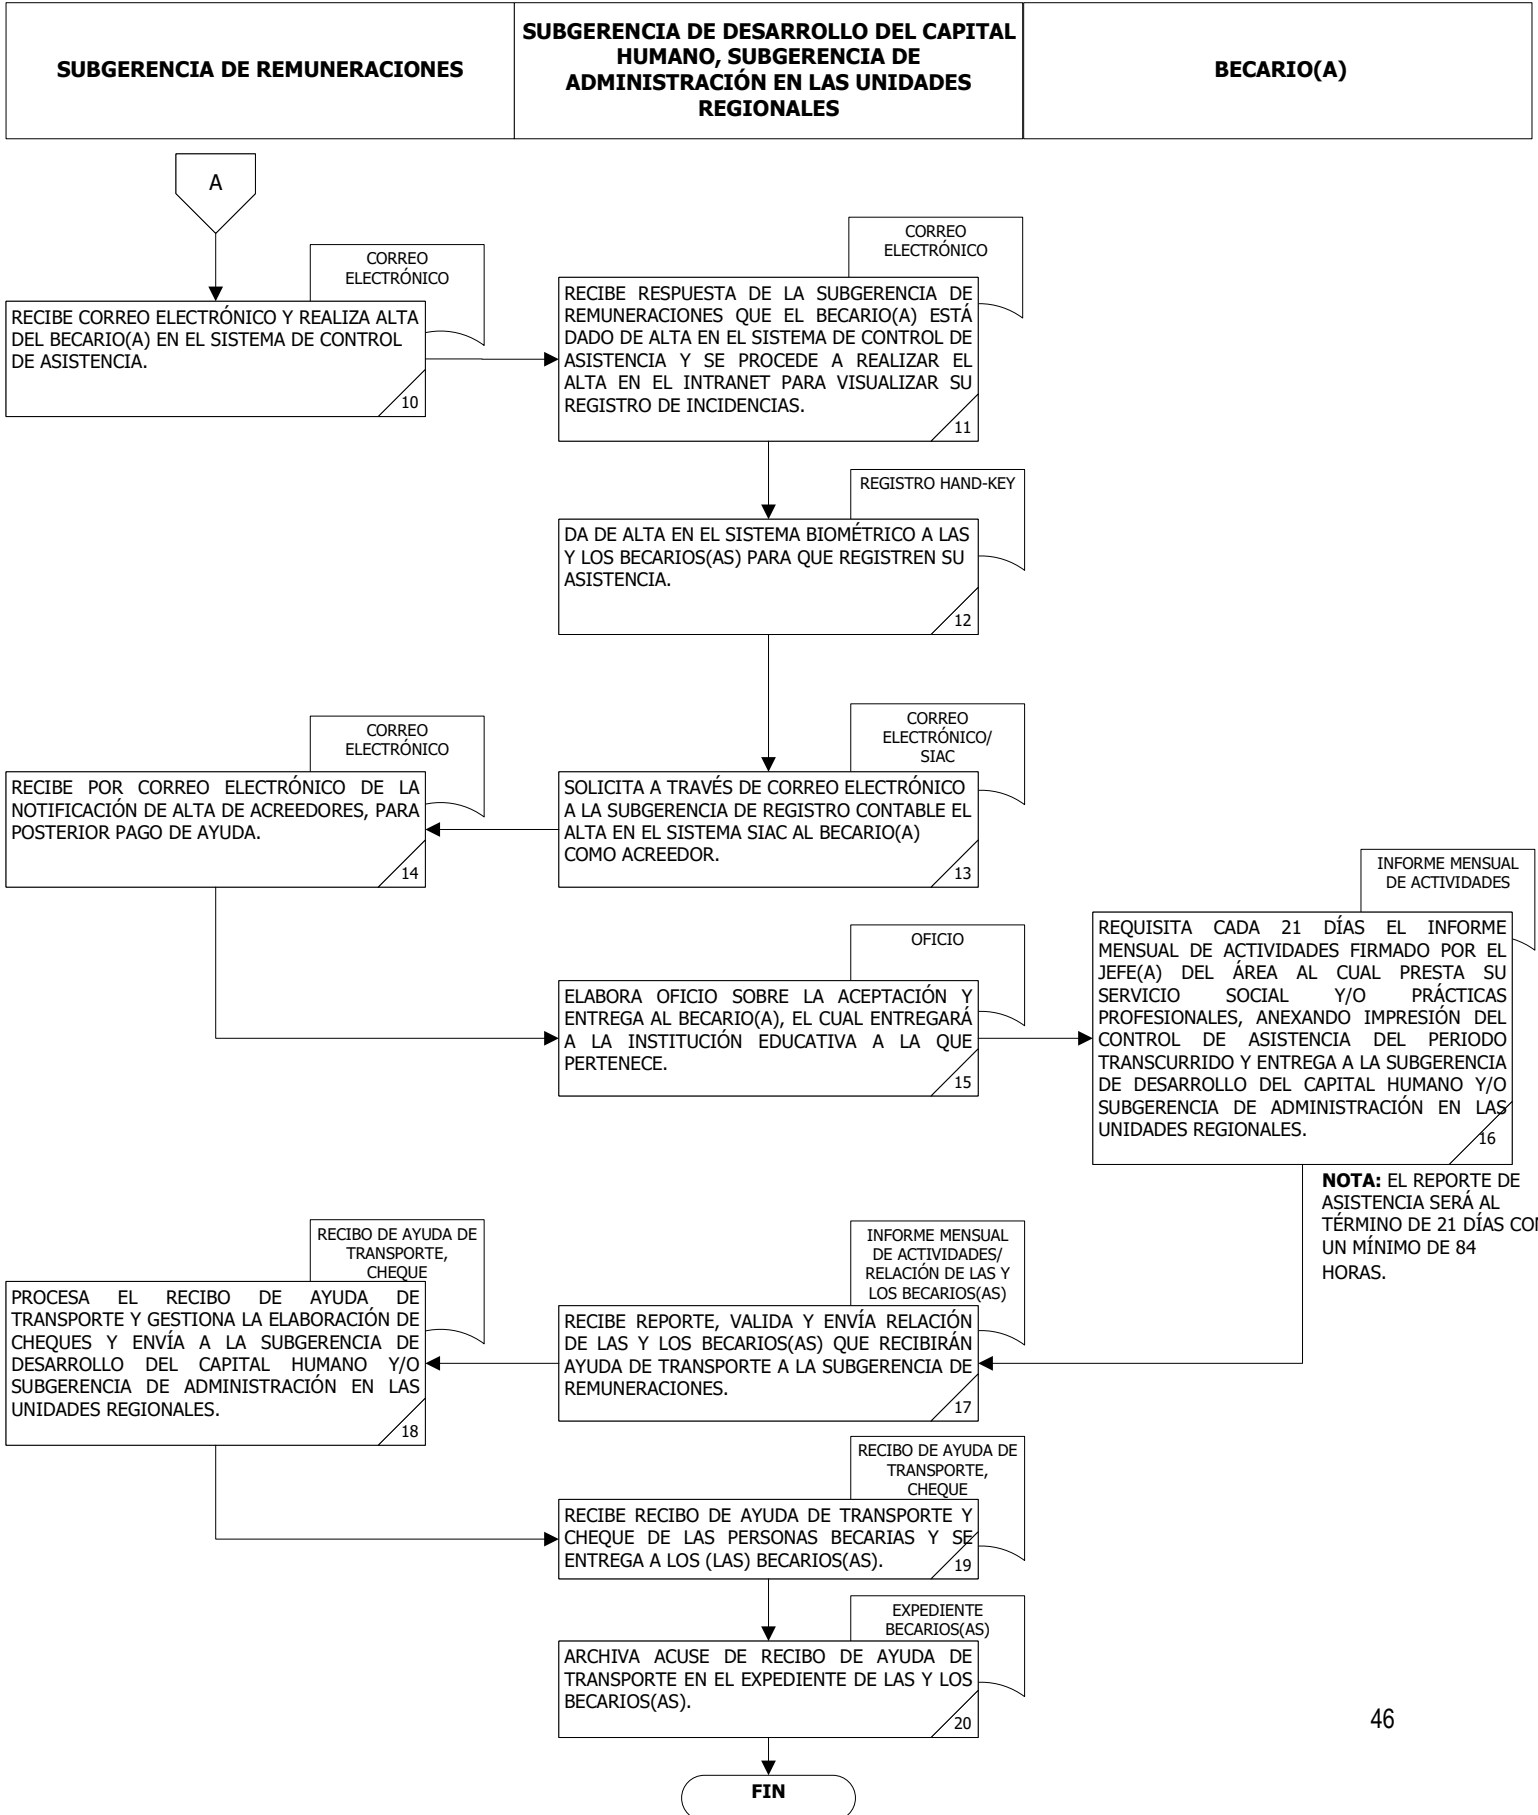 SUBGERENCIA DE REMUNERACIONES
SUBGERENCIA DE DESARROLLO DEL CAPITAL
HUMANO, SUBGERENCIA DE
ADMINISTRACIÓN EN LAS UNIDADES
REGIONALES
BECARIO(A)
A
CORREO
ELECTRÓNICO
RECIBE CORREO ELECTRÓNICO Y REALIZA ALTA
DEL BECARIO(A) EN EL SISTEMA DE CONTROL
DE ASISTENCIA.
10
CORREO
ELECTRÓNICO
RECIBE RESPUESTA DE LA SUBGERENCIA DE
REMUNERACIONES QUE EL BECARIO(A) ESTÁ
DADO DE ALTA EN EL SISTEMA DE CONTROL DE
ASISTENCIA Y SE PROCEDE A REALIZAR EL
ALTA EN EL INTRANET PARA VISUALIZAR SU
REGISTRO DE INCIDENCIAS.
11
REGISTRO HAND-KEY
DA DE ALTA EN EL SISTEMA BIOMÉTRICO A LAS
Y LOS BECARIOS(AS) PARA QUE REGISTREN SU
ASISTENCIA.
12
CORREO
ELECTRÓNICO/
SIAC
SOLICITA A TRAVÉS DE CORREO ELECTRÓNICO
A LA SUBGERENCIA DE REGISTRO CONTABLE EL
ALTA EN EL SISTEMA SIAC AL BECARIO(A)
COMO ACREEDOR.
13
CORREO
ELECTRÓNICO
RECIBE POR CORREO ELECTRÓNICO DE LA
NOTIFICACIÓN DE ALTA DE ACREEDORES, PARA
POSTERIOR PAGO DE AYUDA.
14
OFICIO
ELABORA OFICIO SOBRE LA ACEPTACIÓN Y
ENTREGA AL BECARIO(A), EL CUAL ENTREGARÁ
A LA INSTITUCIÓN EDUCATIVA A LA QUE
PERTENECE.
15
INFORME MENSUAL
DE ACTIVIDADES
REQUISITA CADA 21 DÍAS EL INFORME
MENSUAL DE ACTIVIDADES FIRMADO POR EL
JEFE(A) DEL ÁREA AL CUAL PRESTA SU
SERVICIO SOCIAL Y/O PRÁCTICAS
PROFESIONALES, ANEXANDO IMPRESIÓN DEL
CONTROL DE ASISTENCIA DEL PERIODO
TRANSCURRIDO Y ENTREGA A LA SUBGERENCIA
DE DESARROLLO DEL CAPITAL HUMANO Y/O
SUBGERENCIA DE ADMINISTRACIÓN EN LAS
UNIDADES REGIONALES.
16
NOTA: EL REPORTE DE
ASISTENCIA SERÁ AL
TÉRMINO DE 21 DÍAS CO
UN MÍNIMO DE 84
HORAS.
INFORME MENSUAL
DE ACTIVIDADES/
RELACIÓN DE LAS Y
LOS BECARIOS(AS)
RECIBE REPORTE, VALIDA Y ENVÍA RELACIÓN
DE LAS Y LOS BECARIOS(AS) QUE RECIBIRÁN
AYUDA DE TRANSPORTE A LA SUBGERENCIA DE
REMUNERACIONES.
17
RECIBO DE AYUDA DE
TRANSPORTE,
CHEQUE
PROCESA EL RECIBO DE AYUDA DE
TRANSPORTE Y GESTIONA LA ELABORACIÓN DE
CHEQUES Y ENVÍA A LA SUBGERENCIA DE
DESARROLLO DEL CAPITAL HUMANO Y/O
SUBGERENCIA DE ADMINISTRACIÓN EN LAS
UNIDADES REGIONALES.
18
RECIBO DE AYUDA DE
TRANSPORTE,
CHEQUE
RECIBE RECIBO DE AYUDA DE TRANSPORTE Y
CHEQUE DE LAS PERSONAS BECARIAS Y SE
ENTREGA A LOS (LAS) BECARIOS(AS).
19
EXPEDIENTE
BECARIOS(AS)
ARCHIVA ACUSE DE RECIBO DE AYUDA DE
TRANSPORTE EN EL EXPEDIENTE DE LAS Y LOS
BECARIOS(AS).
20
FIN
46